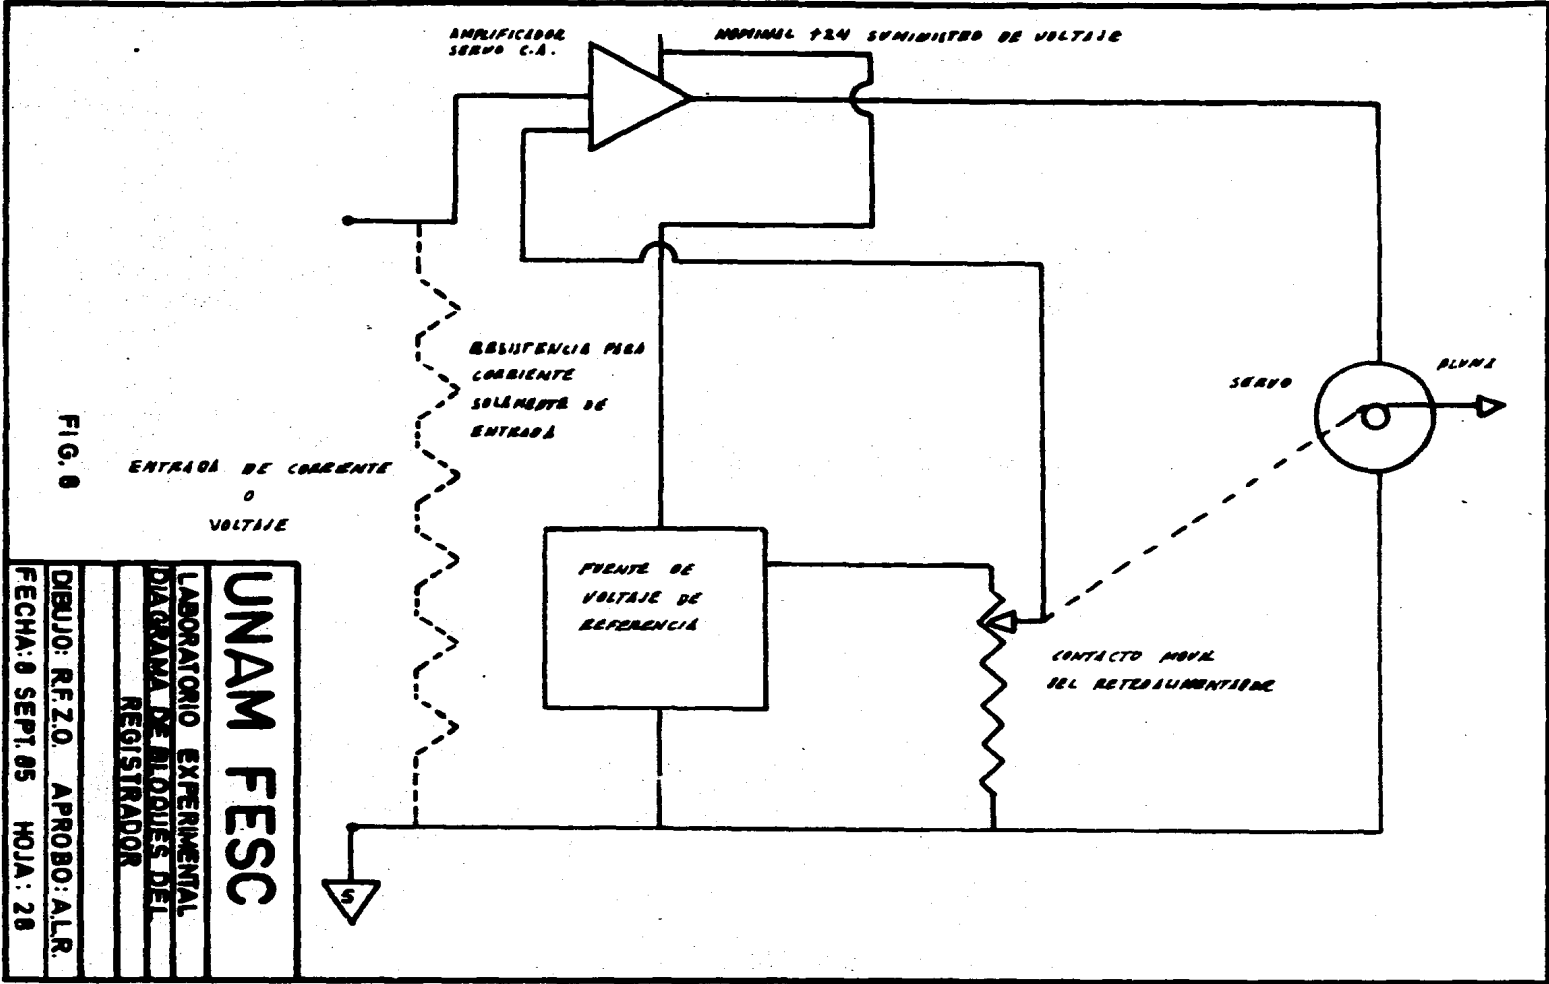 AMPLIFICADOR
SERVO C.A.
NOMINAL +24 SUMINISTRO DE VOLTAJE
RESISTENCIA PARA
CORRIENTE
SOLAMENTE DE
ENTRADA
SERVO
ENTRADA DE CORRIENTE
O
VOLTAJE
FUENTE DE
VOLTAJE DE
REFERENCIA
CONTACTO MOVIL
DEL RETROALIMENTADOR
S
FIG. 8
UNAM FESC
LABORATORIO EXPERIMENTAL
DIAGRAMA DE BLOQUES DEL
REGISTRADOR
DIBUJO: R.F.Z.O. APROBO: A.L.R.
FECHA: 8 SEPT. 85 HOJA: 28